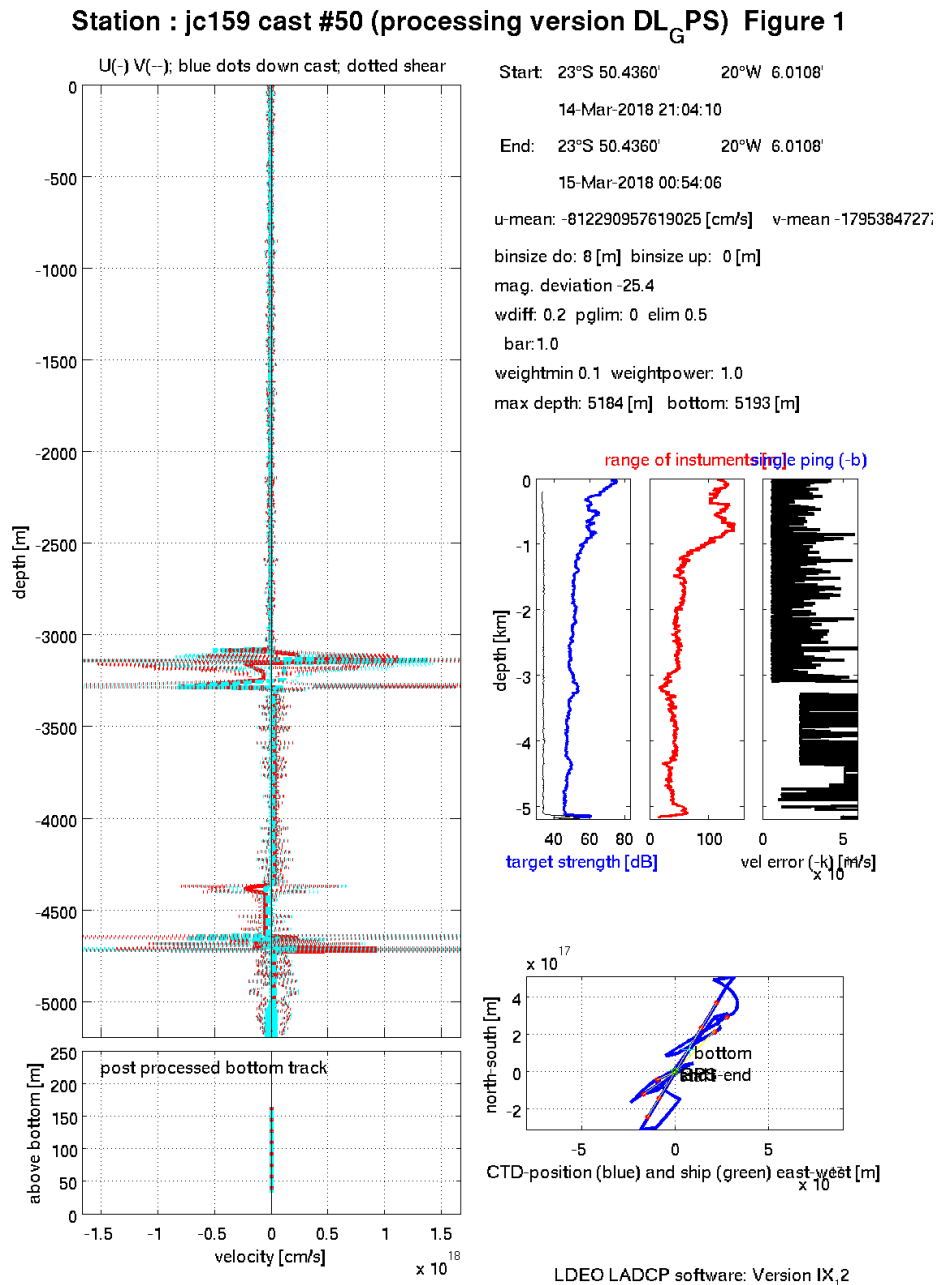 Station : jc159 cast #50 (processing version DL_GPS) Figure 1
U(-) V(--); blue dots down cast; dotted shear
0
-500
-1000
-1500
-2000
-2500
-3000
-3500
-4000
-4500
-5000
depth [m]
Start: 23°S 50.4360' 20°W 6.0108'
14-Mar-2018 21:04:10
End: 23°S 50.4360' 20°W 6.0108'
15-Mar-2018 00:54:06
u-mean: -812290957619025 [cm/s] v-mean -17953847277
binsize do: 8 [m] binsize up: 0 [m]
mag. deviation -25.4
wdiff: 0.2 pglim: 0 elim 0.5
bar:1.0
weightmin 0.1 weightpower: 1.0
max depth: 5184 [m] bottom: 5193 [m]
range of instuments [m]
single ping (-b)
0
-1
-2
-3
-4
-5
depth [km]
40 60 80
0 100
0 5
target strength [dB]
vel error (-k) [m/s]
x 10
post processed bottom track
250
200
150
100
50
0
above bottom [m]
-1.5 -1 -0.5 0 0.5 1 1.5
velocity [cm/s]
x 10 18
x 10 17
4
2
0
-2
north-south [m]
bottom
start-end
-5 0 5
CTD-position (blue) and ship (green) east-west [m]
x 10
LDEO LADCP software: Version IX_12